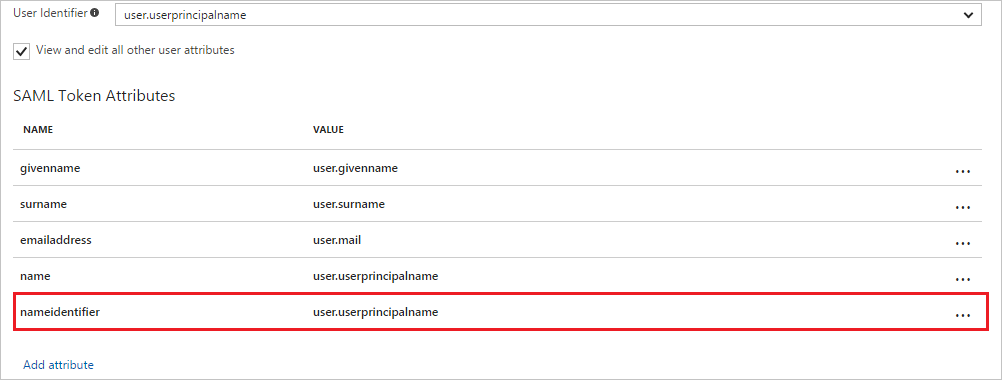 User Identifier user.userprincipalname
View and edit all other user attributes
SAML Token Attributes
NAME VALUE
givenname user.givenname ...
surname user.surname ...
emailaddress user.mail ...
name user.userprincipalname ...
nameidentifier user.userprincipalname ...
Add attribute